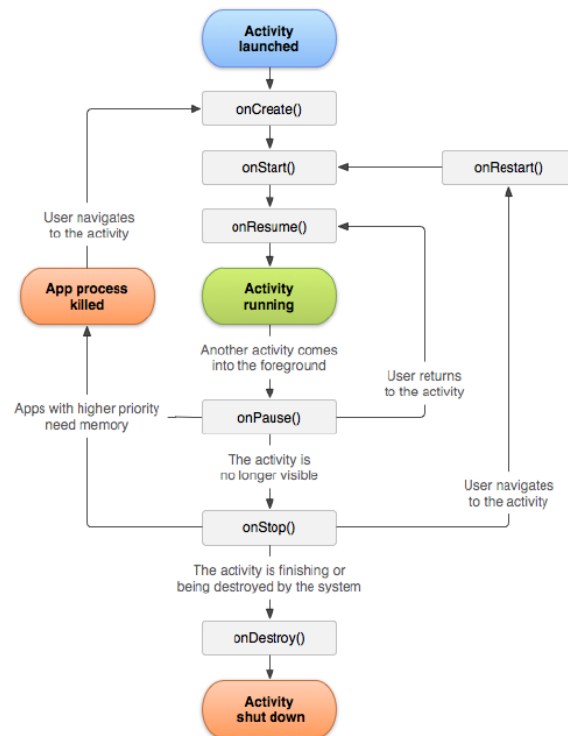 Activity
launched
onCreate()
onStart()
onRestart()
User navigates
to the activity
onResume()
App process
killed
Activity
running
Another activity comes
into the foreground
User returns
to the activity
Apps with higher priority
need memory
onPause()
The activity is
no longer visible
User navigates
to the activity
onStop()
The activity is finishing or
being destroyed by the system
onDestroy()
Activity
shut down